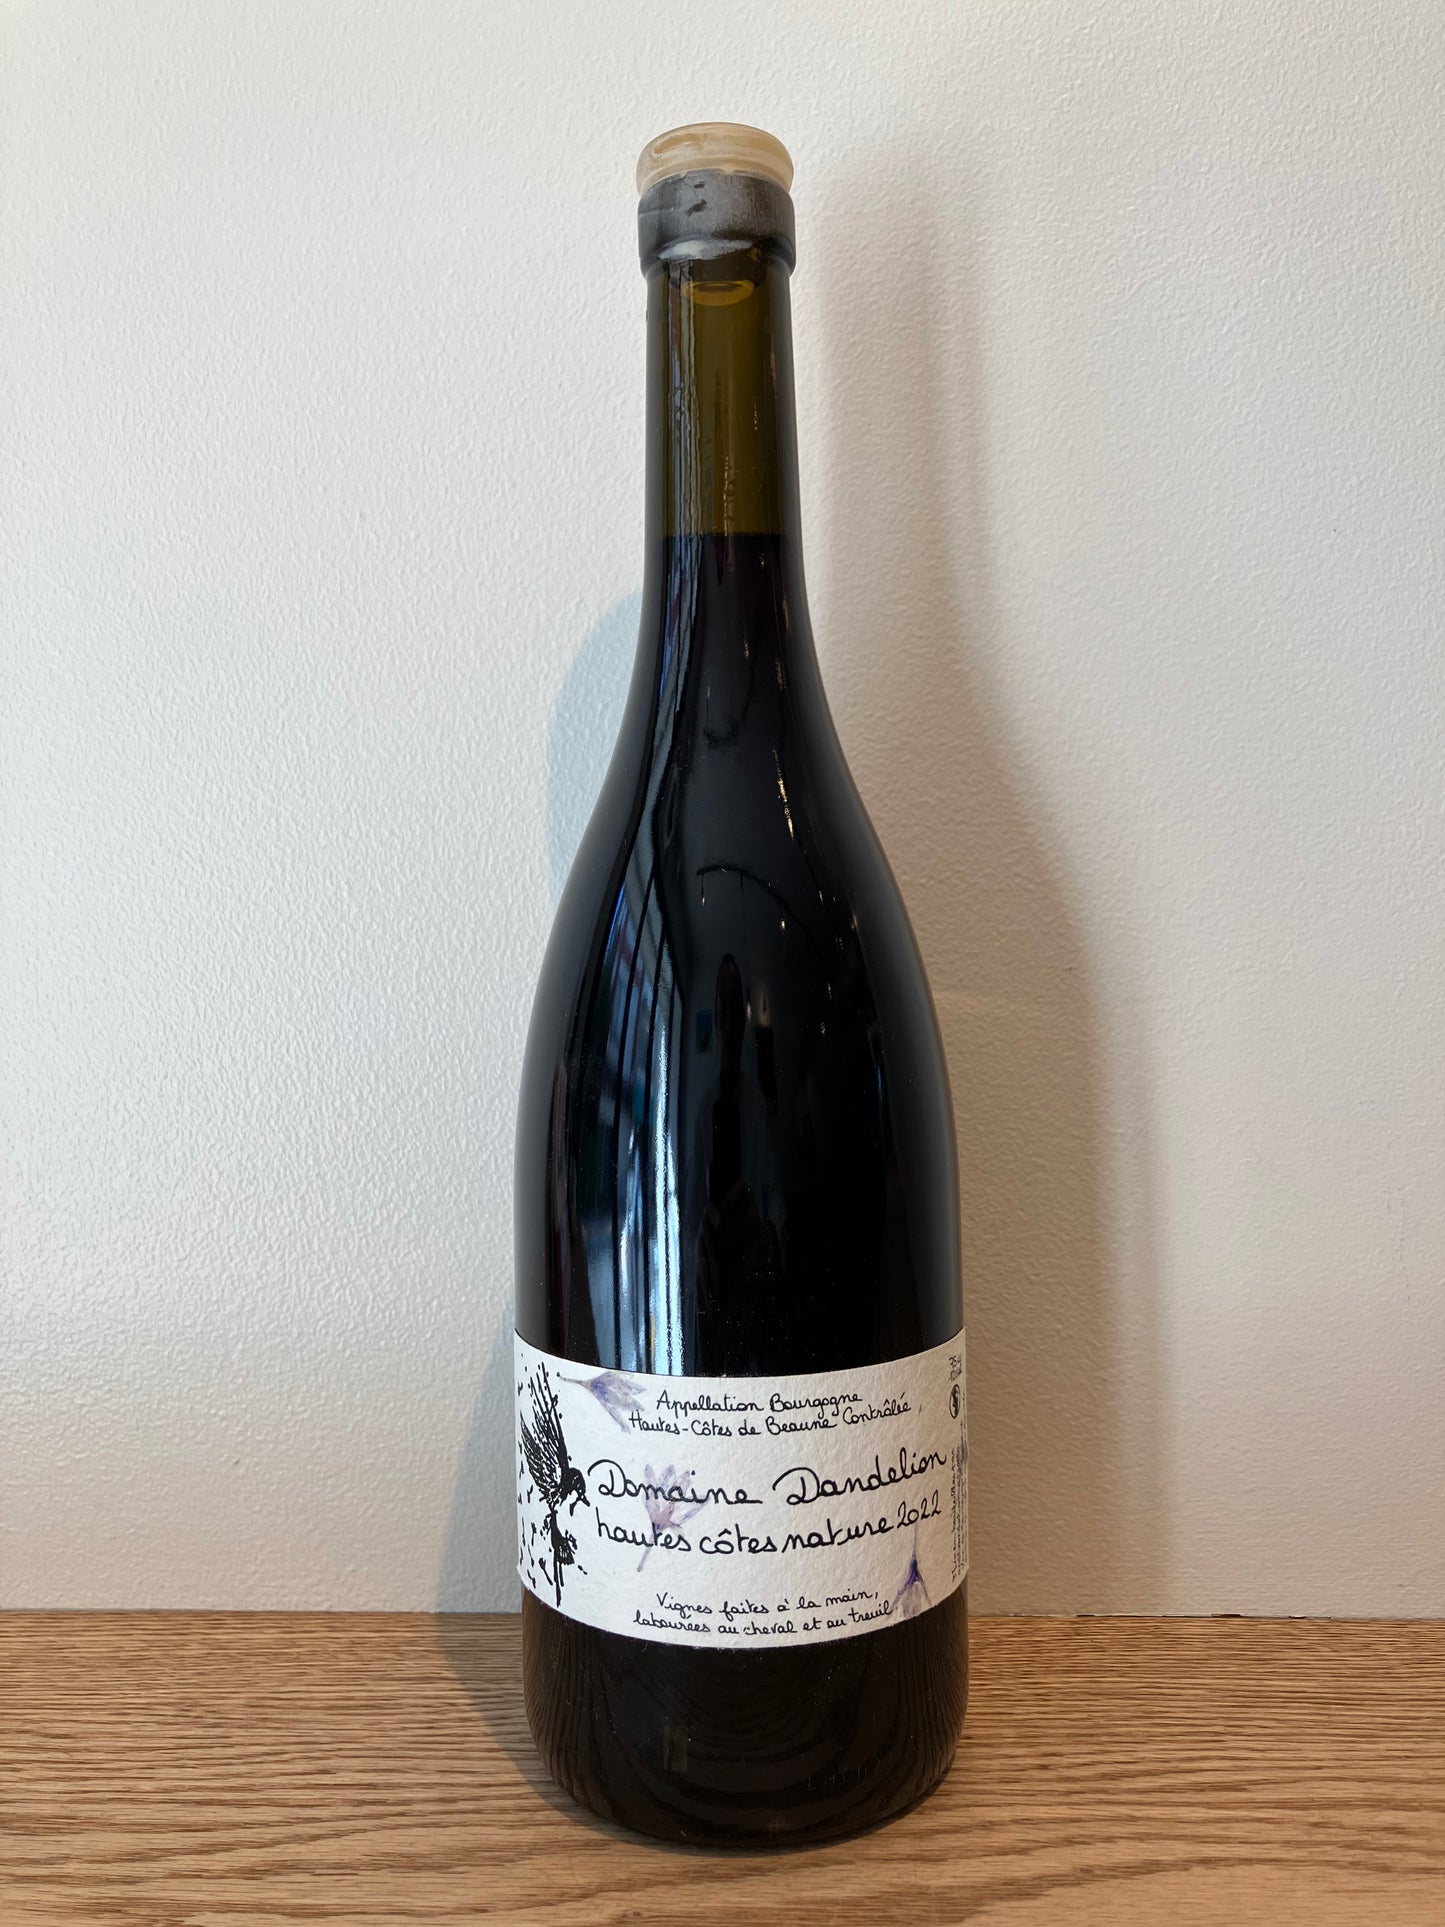 Appellation Bourgogne
Hautes-Côtes de Beaune Contrôlée
Domaine Dandelion
hautes côtes nature 2022
Vignes faites à la main,
labourées au cheval et au treuil.